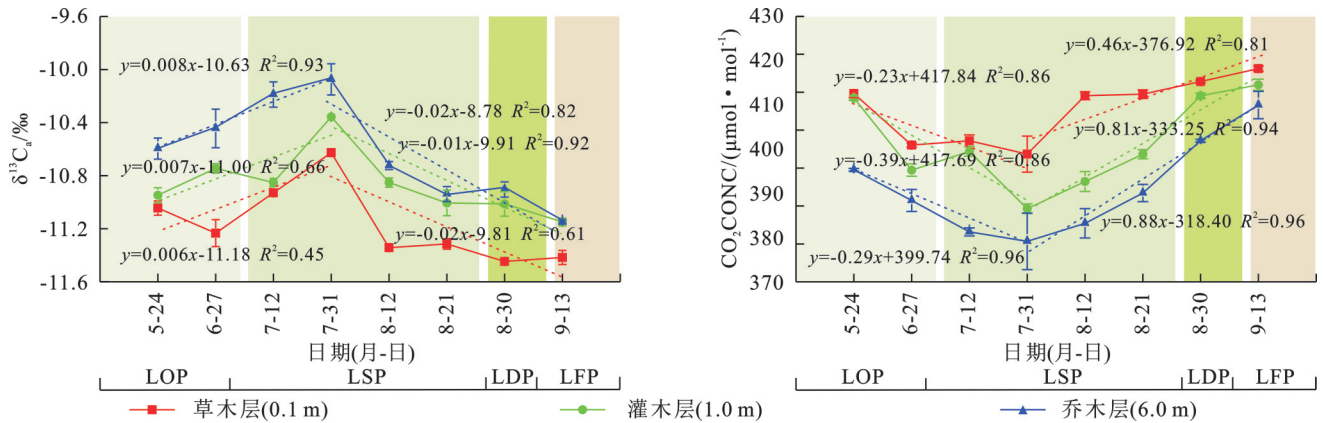 -9.6
-10.0
-10.4
-10.8
-11.2
-11.6
δ¹³Cₐ/‰
y=0.008x-10.63 R²=0.93
y=-0.02x-8.78 R²=0.82
y=-0.01x-9.91 R²=0.92
y=0.007x-11.00 R²=0.66
y=-0.02x-9.81 R²=0.61
y=0.006x-11.18 R²=0.45
5-24 6-27 7-12 7-31 8-12 8-21 8-30 9-13
日期(月-日)
LOP LSP LDP LFP
430
420
410
400
390
380
370
CO₂CONC/(μmol·mol⁻¹)
y=0.46x-376.92 R²=0.81
y=-0.23x+417.84 R²=0.86
y=0.81x-333.25 R²=0.94
y=-0.39x+417.69 R²=0.86
y=0.88x-318.40 R²=0.96
y=-0.29x+399.74 R²=0.96
5-24 6-27 7-12 7-31 8-12 8-21 8-30 9-13
日期(月-日)
LOP LSP LDP LFP
草木层(0.1 m) 灌木层(1.0 m) 乔木层(6.0 m)